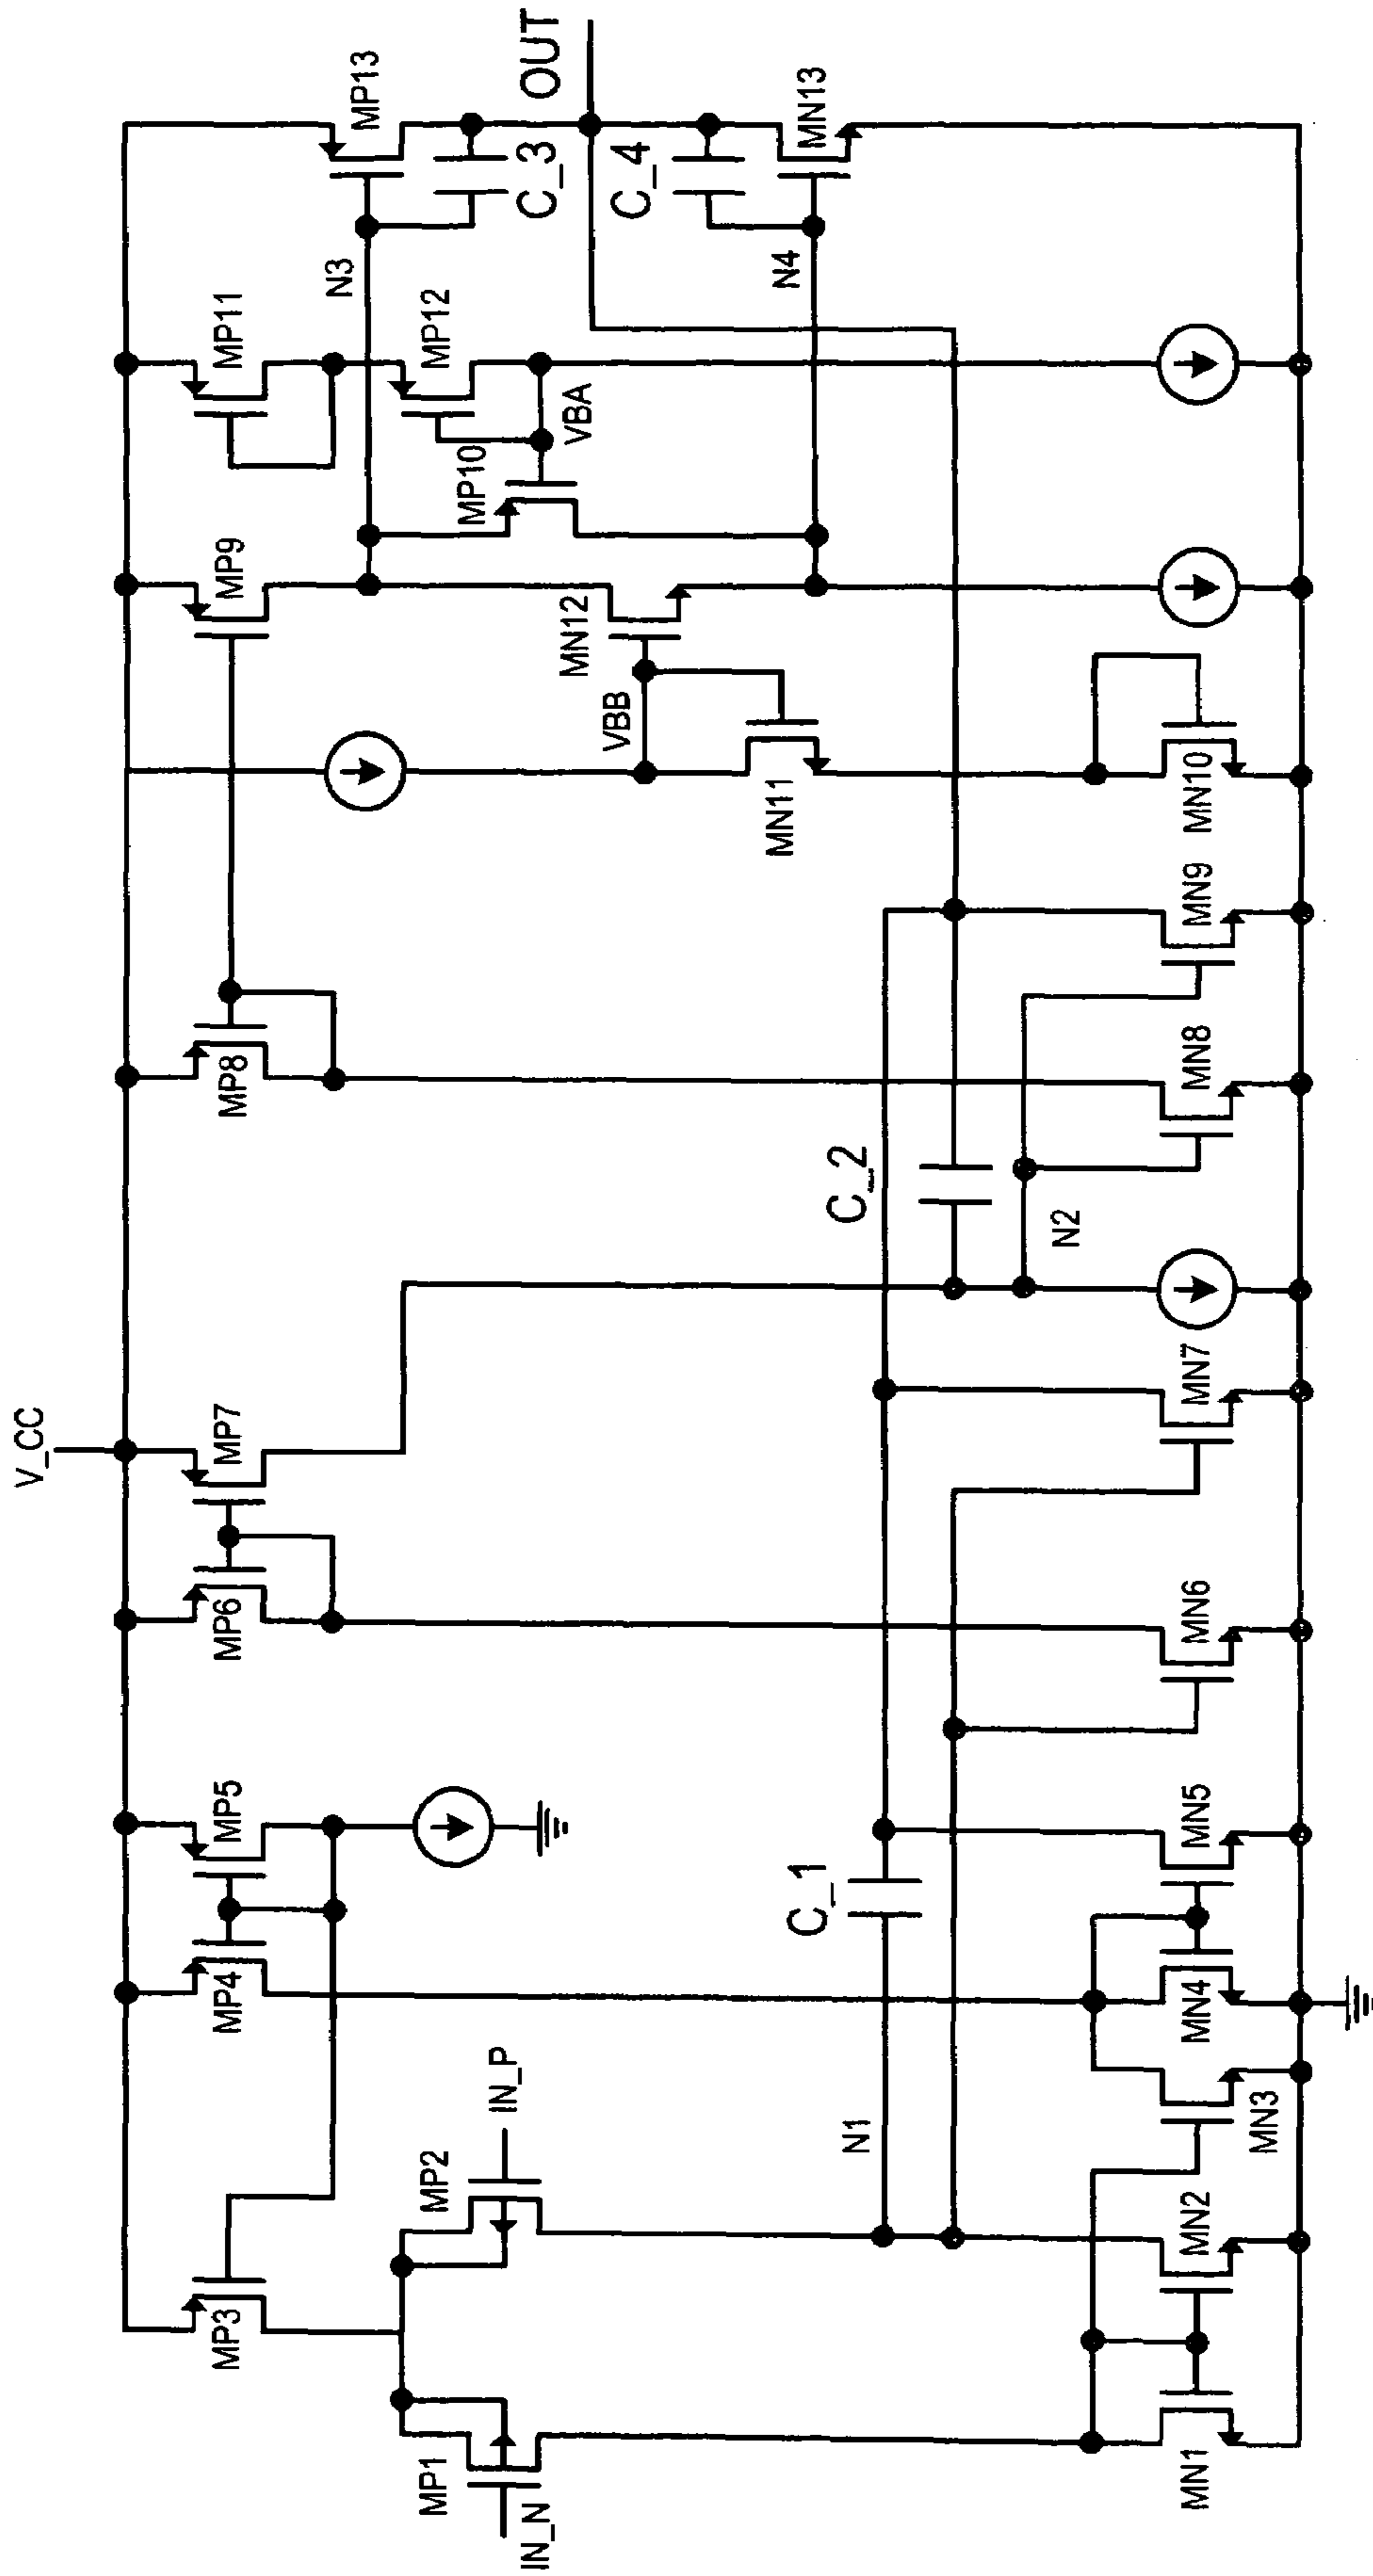 V_CC
OUT
MP1
IN_N
MP2
IN_P
MP3
MP4
MP5
MP6
MP7
MP8
MP9
MP10
MP11
MP12
MP13
N3
C_3
C_4
N4
VBA
VBB
MN12
MN11
MN10
MN13
C_1
C_2
N1
N2
MN1
MN2
MN3
MN4
MN5
MN6
MN7
MN8
MN9